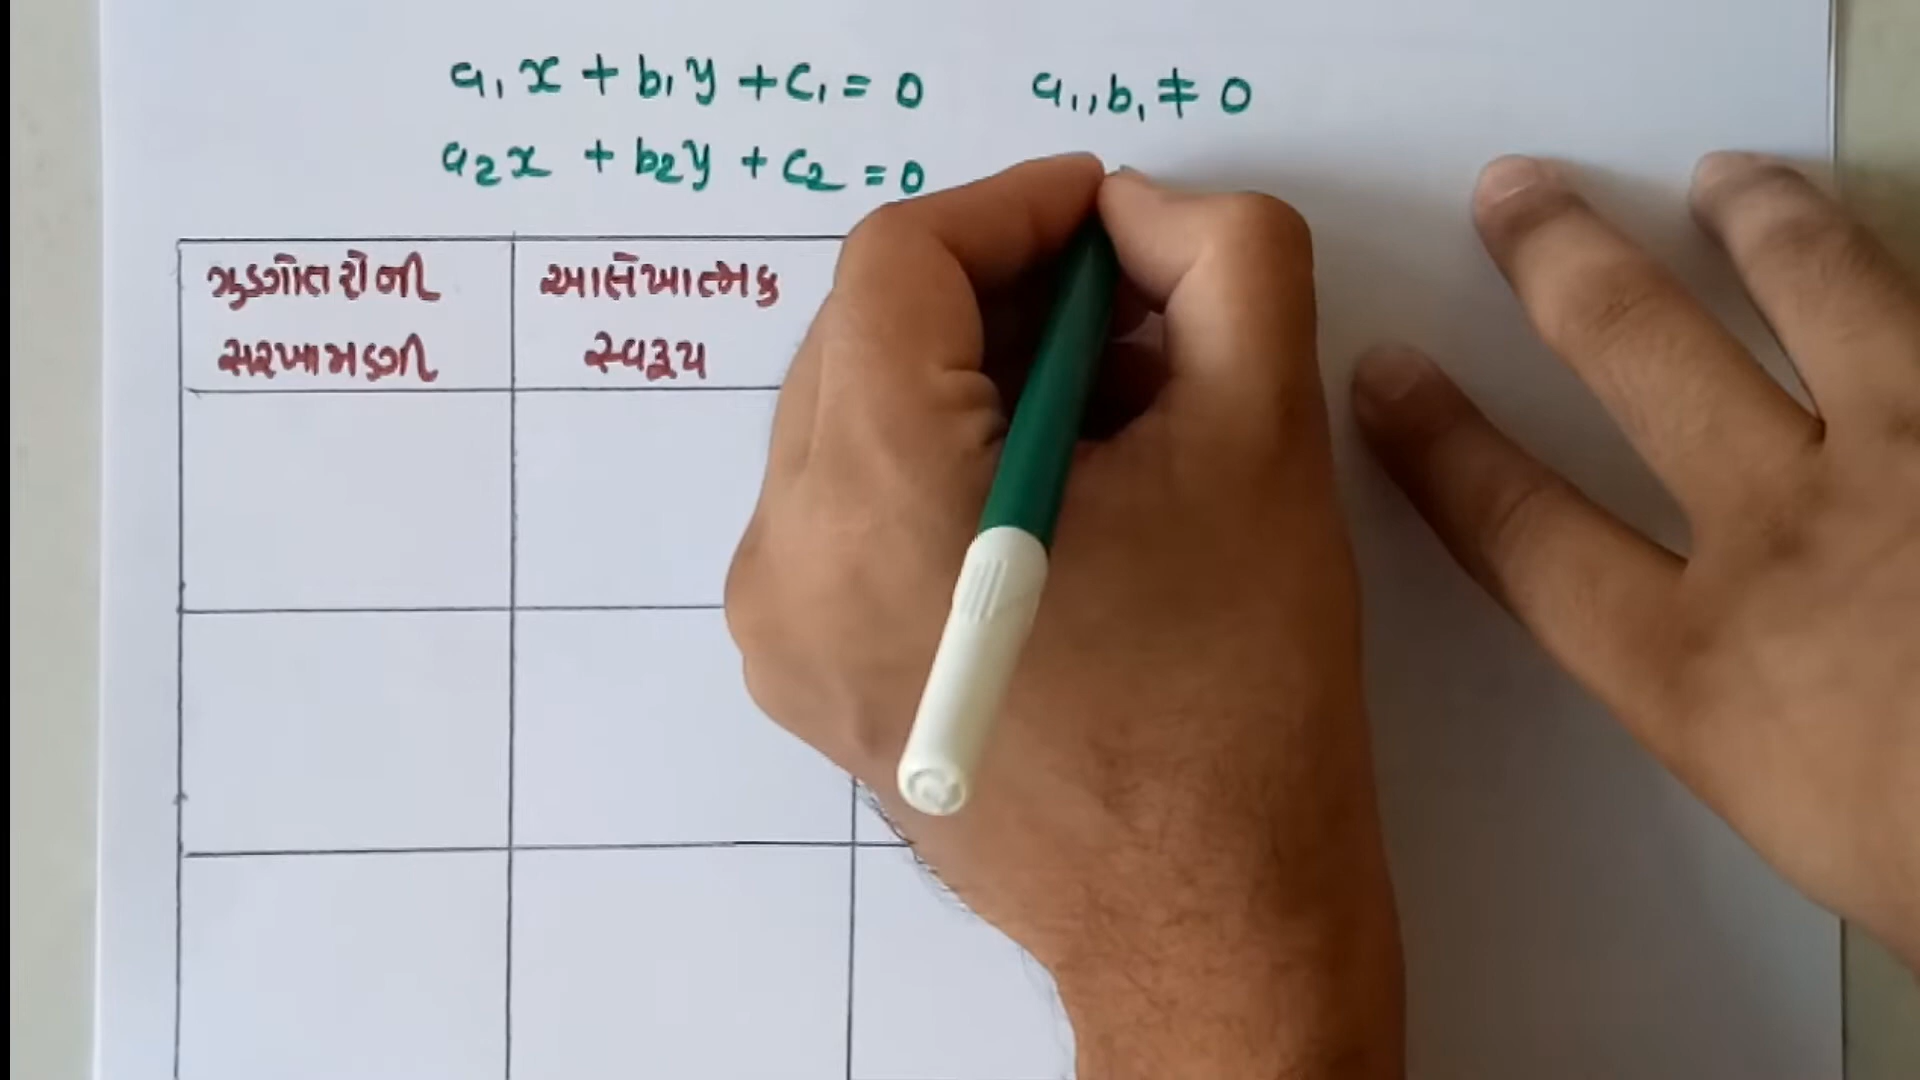 a₁x + b₁y + c₁ = 0 a₁, b₁ ≠ 0
a₂x + b₂y + c₂ = 0
ગુણોત્તરોની
સરખામણી
આલેખાત્મક
સ્વરૂપ